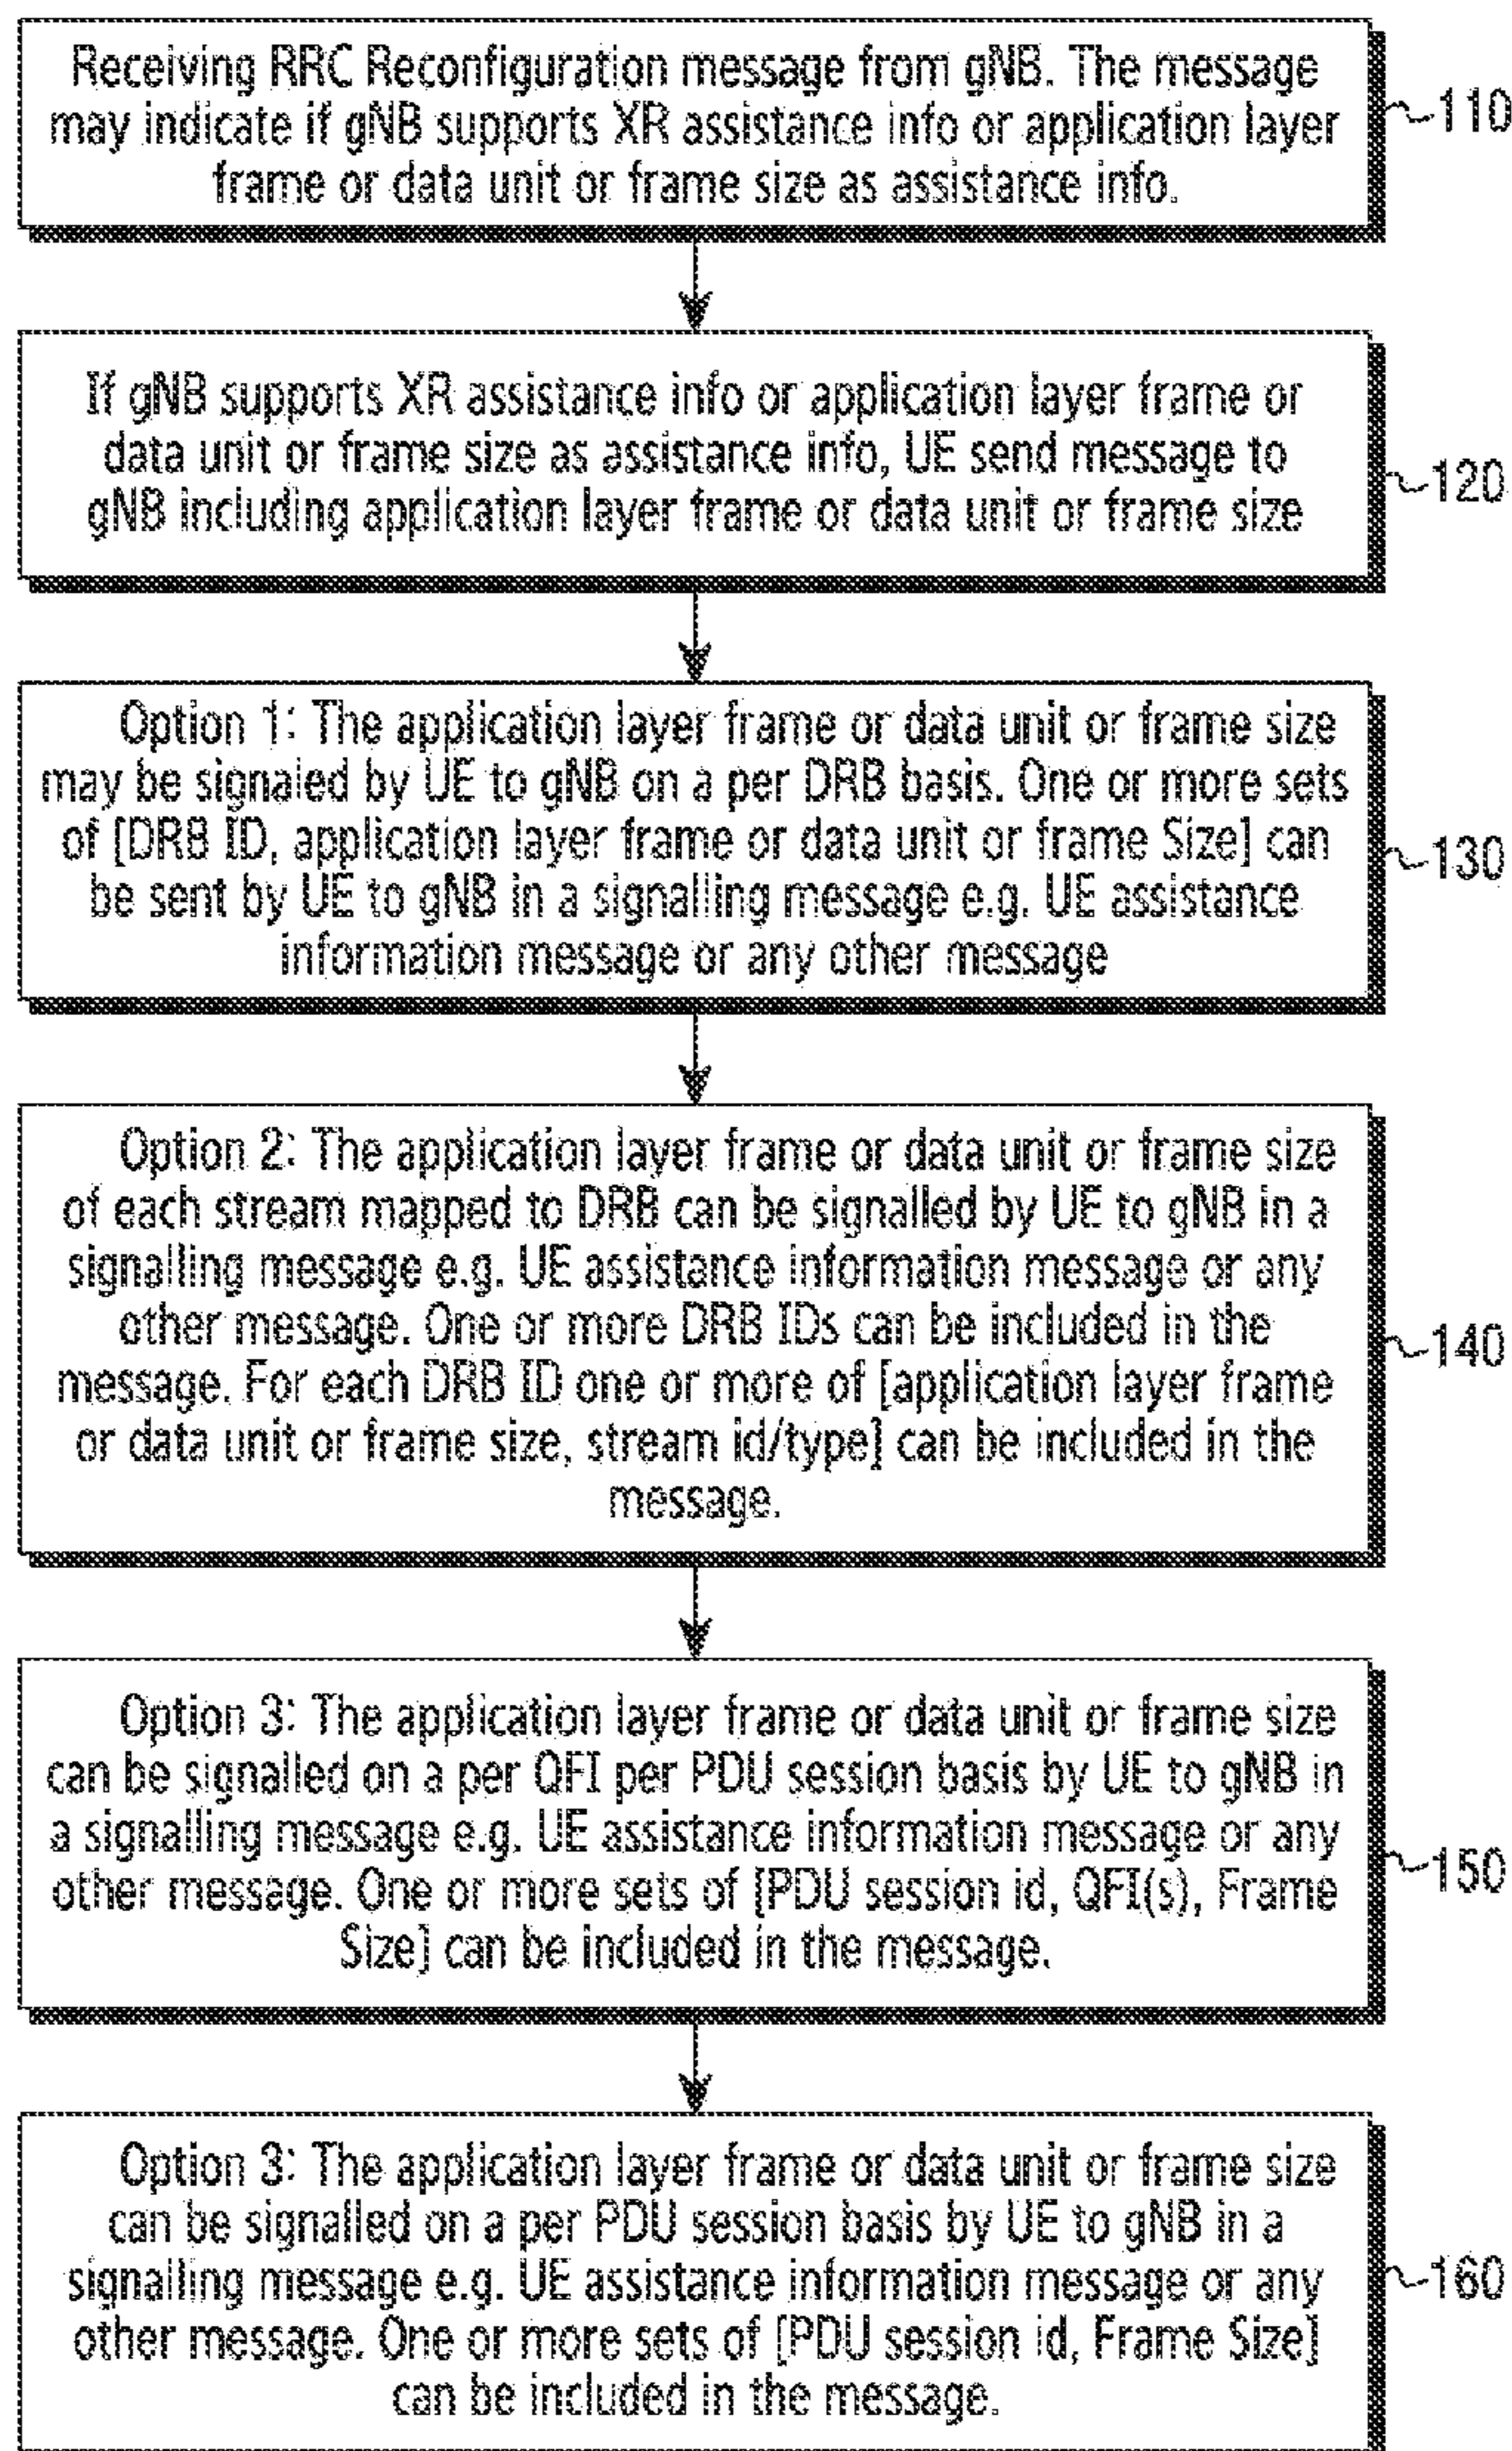 Receiving RRC Reconfiguration message from gNB. The message
may indicate if gNB supports XR assistance info or application layer
frame or data unit or frame size as assistance info.
110
If gNB supports XR assistance info or application layer frame or
data unit or frame size as assistance info, UE send message to
gNB including application layer frame or data unit or frame size
120
Option 1: The application layer frame or data unit or frame size
may be signaled by UE to gNB on a per DRB basis. One or more sets
of [DRB ID, application layer frame or data unit or frame Size] can
be sent by UE to gNB in a signalling message e.g. UE assistance
information message or any other message
130
Option 2: The application layer frame or data unit or frame size
of each stream mapped to DRB can be signalled by UE to gNB in a
signalling message e.g. UE assistance information message or any
other message. One or more DRB IDs can be included in the
message. For each DRB ID one or more of [application layer frame
or data unit or frame size, stream id/type] can be included in the
message.
140
Option 3: The application layer frame or data unit or frame size
can be signalled on a per QFI per PDU session basis by UE to gNB in
a signalling message e.g. UE assistance information message or any
other message. One or more sets of [PDU session id, QFI(s), Frame
Size] can be included in the message.
150
Option 3: The application layer frame or data unit or frame size
can be signalled on a per PDU session basis by UE to gNB in a
signalling message e.g. UE assistance information message or any
other message. One or more sets of [PDU session id, Frame Size]
can be included in the message.
160